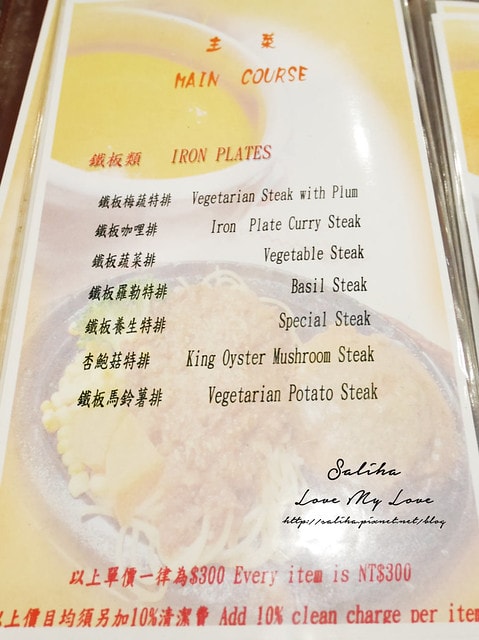 主 菜
MAIN COURSE
鐵板類 IRON PLATES
鐵板梅蔬特排 Vegetarian Steak with Plum
鐵板咖哩排 Iron Plate Curry Steak
鐵板蔬菜排 Vegetable Steak
鐵板羅勒特排 Basil Steak
鐵板養生特排 Special Steak
杏鮑菇特排 King Oyster Mushroom Steak
鐵板馬鈴薯排 Vegetarian Potato Steak
Saliha
Love My Love
http://saliha.pixnet.net/blog
以上單價一律為$300 Every item is NT$300
以上價目均須另加10%清潔費 Add 10% clean charge per item